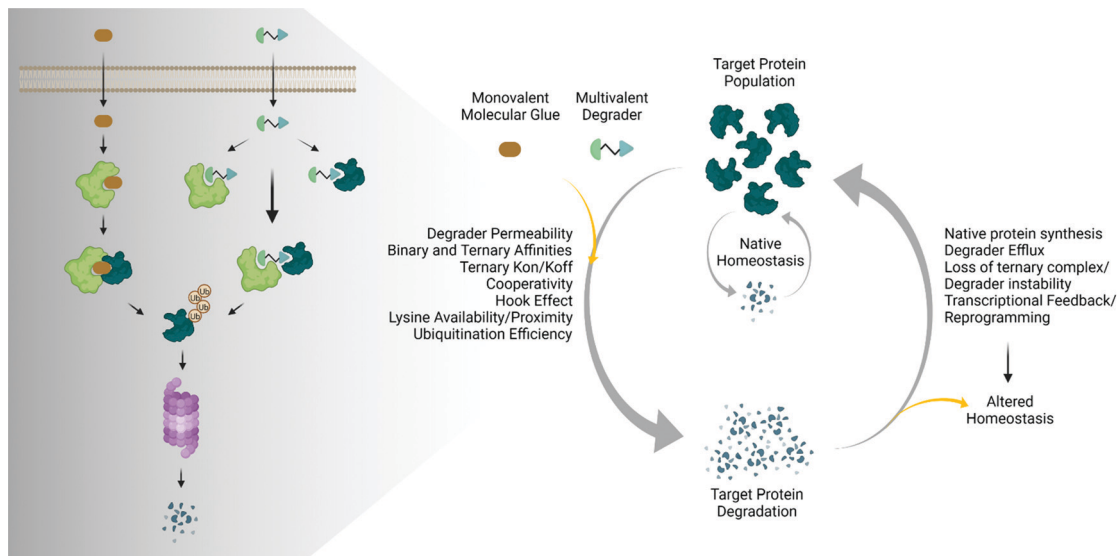 Target Protein
Population
Monovalent
Molecular Glue
Multivalent
Degrader
Degrader Permeability
Binary and Ternary Affinities
Ternary Kon/Koff
Cooperativity
Hook Effect
Lysine Availability/Proximity
Ubiquitination Efficiency
Native
Homeostasis
Native protein synthesis
Degrader Efflux
Loss of ternary complex/
Degrader instability
Transcriptional Feedback/
Reprogramming
Altered
Homeostasis
Target Protein
Degradation
Ub
Ub
Ub
Ub